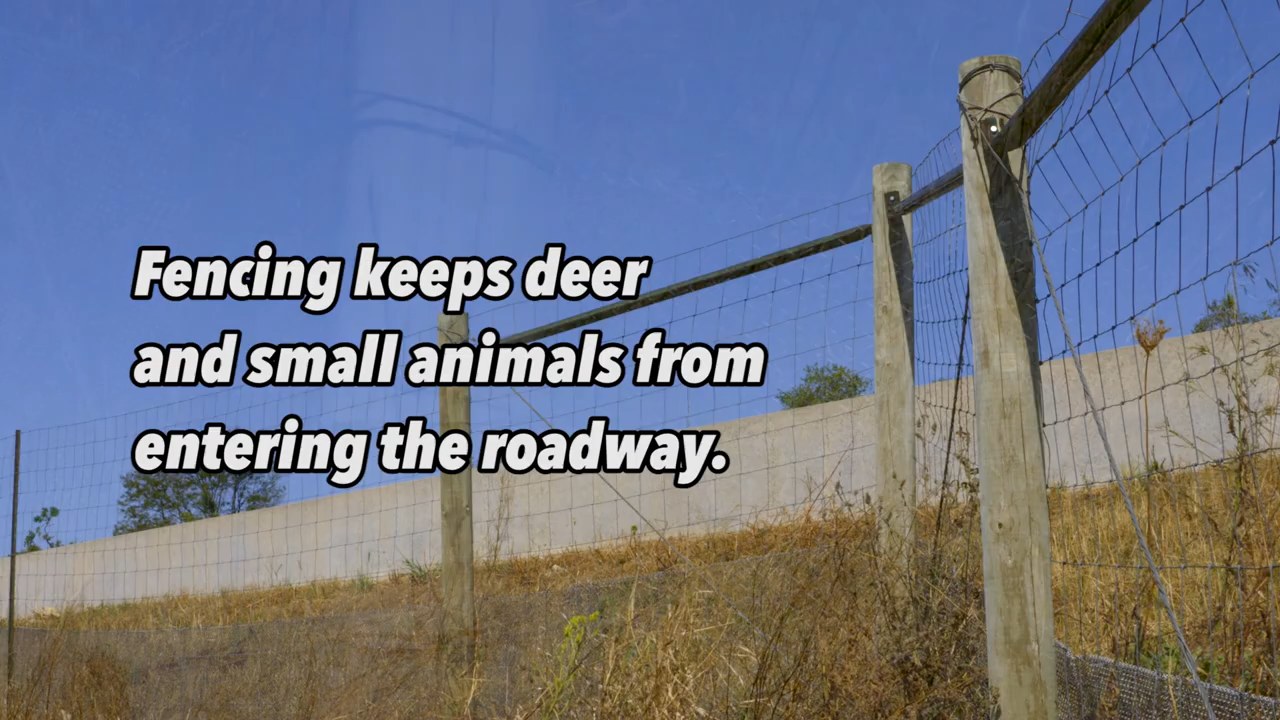 Fencing keeps deer
and small animals from
entering the roadway.